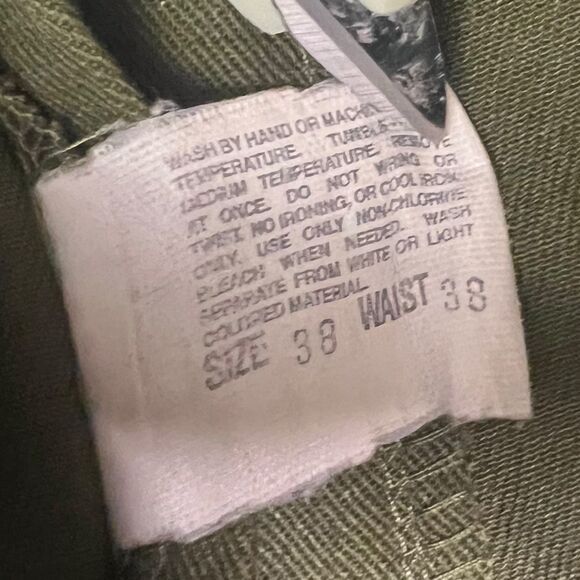 WASH BY HAND OR MACHINE
TEMPERATURE TUMBLE
MEDIUM TEMPERATURE. REMOVE
AT ONCE. DO NOT WRING OR
TWIST. NO IRONING, OR COOL IRON
ONLY. USE ONLY NON-CHLORINE
BLEACH WHEN NEEDED. WASH
SEPARATE FROM WHITE OR LIGHT
COLORED MATERIAL.
SIZE 38 WAIST 38